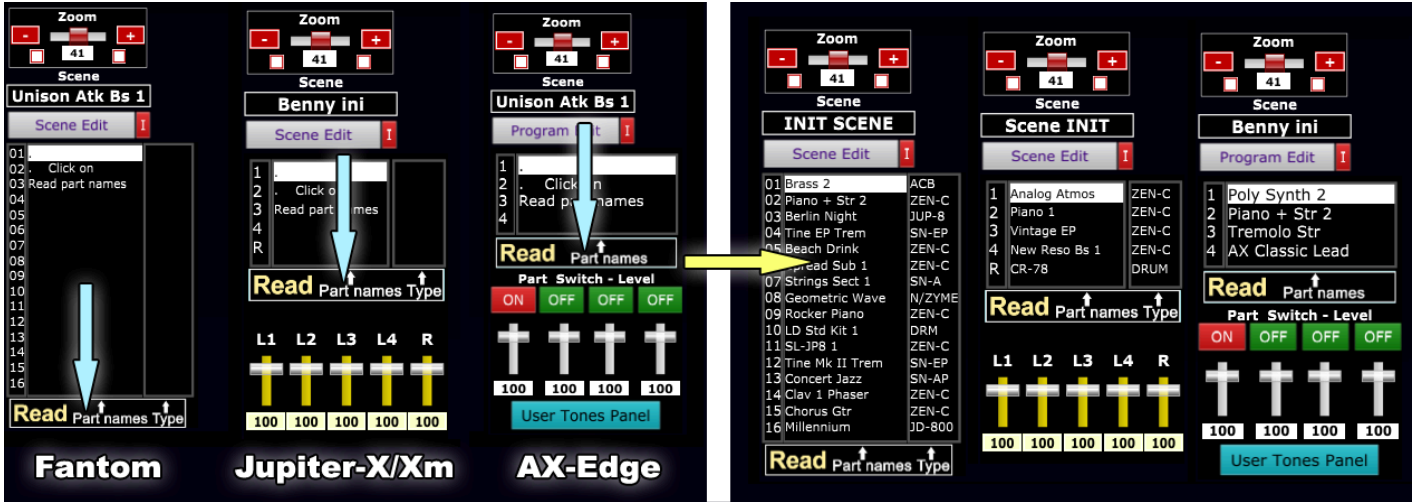 Zoom
- +
41
Scene
Unison Atk Bs 1
Scene Edit I
01 .
02 . Click on
03 Read part names
04
05
06
07
08
09
10
11
12
13
14
15
16
Read Part names Type
Fantom
Zoom
- +
41
Scene
Benny ini
Scene Edit I
1 .
2 . Click on
3 Read part names
4
R
Read Part names Type
L1 L2 L3 L4 R
100 100 100 100 100
Jupiter-X/Xm
Zoom
- +
41
Scene
Unison Atk Bs 1
Program Edit I
1 .
2 . Click on
3 Read part names
4
Read Part names
Part Switch - Level
ON OFF OFF OFF
100 100 100 100
User Tones Panel
AX-Edge
Zoom
- +
41
Scene
INIT SCENE
Scene Edit I
01 Brass 2 ACB
02 Piano + Str 2 ZEN-C
03 Berlin Night JUP-8
04 Tine EP Trem SN-EP
05 Beach Drink ZEN-C
06 Spread Sub 1 ZEN-C
07 Strings Sect 1 SN-A
08 Geometric Wave N/ZYME
09 Rocker Piano ZEN-C
10 LD Std Kit 1 DRM
11 SL-JP8 1 ZEN-C
12 Tine Mk II Trem SN-EP
13 Concert Jazz SN-AP
14 Clav 1 Phaser ZEN-C
15 Chorus Gtr ZEN-C
16 Millennium JD-800
Read Part names Type
Zoom
- +
41
Scene
Scene INIT
Scene Edit I
1 Analog Atmos ZEN-C
2 Piano 1 ZEN-C
3 Vintage EP ZEN-C
4 New Reso Bs 1 ZEN-C
R CR-78 DRUM
Read Part names Type
L1 L2 L3 L4 R
100 100 100 100 100
Zoom
- +
41
Scene
Benny ini
Program Edit I
1 Poly Synth 2
2 Piano + Str 2
3 Tremolo Str
4 AX Classic Lead
Read Part names
Part Switch - Level
ON OFF OFF OFF
100 100 100 100
User Tones Panel